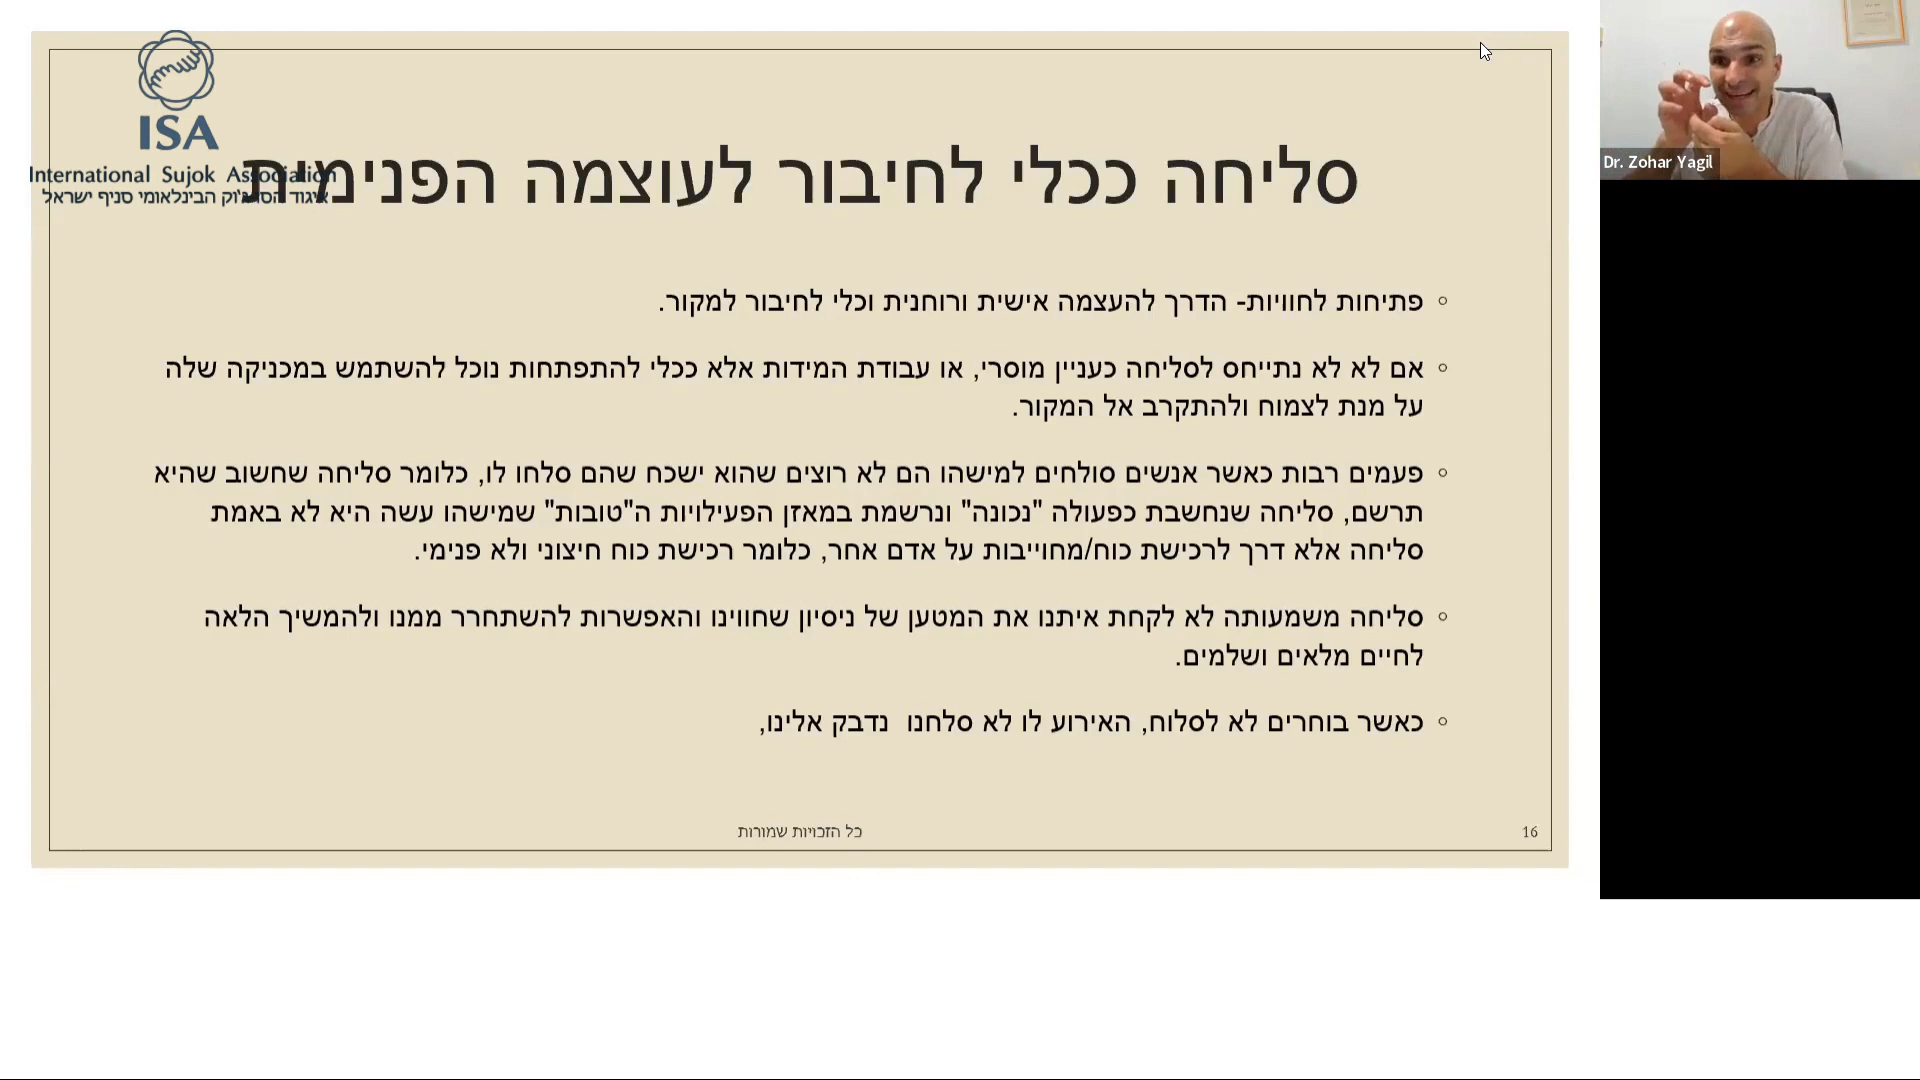 ISA
International Sujok Association
איגוד הסו ג'וק הבינלאומי סניף ישראל
סליחה ככלי לחיבור לעוצמה הפנימית
פתיחות לחוויות- הדרך להעצמה אישית ורוחנית וכלי לחיבור למקור.
אם לא לא נתייחס לסליחה כעניין מוסרי, או עבודת המידות אלא ככלי להתפתחות נוכל להשתמש במכניקה שלה
על מנת לצמוח ולהתקרב אל המקור.
פעמים רבות כאשר אנשים סולחים למישהו הם לא רוצים שהוא ישכח שהם סלחו לו, כלומר סליחה שחשוב שהיא
תרשם, סליחה שנחשבת כפעולה "נכונה" ונרשמת במאזן הפעילויות ה"טובות" שמישהו עשה היא לא באמת
סליחה אלא דרך לרכישת כוח/מחוייבות על אדם אחר, כלומר רכישת כוח חיצוני ולא פנימי.
סליחה משמעותה לא לקחת איתנו את המטען של ניסיון שחווינו והאפשרות להשתחרר ממנו ולהמשיך הלאה
לחיים מלאים ושלמים.
כאשר בוחרים לא לסלוח, האירוע לו לא סלחנו  נדבק אלינו,
כל הזכויות שמורות
16
Dr. Zohar Yagil